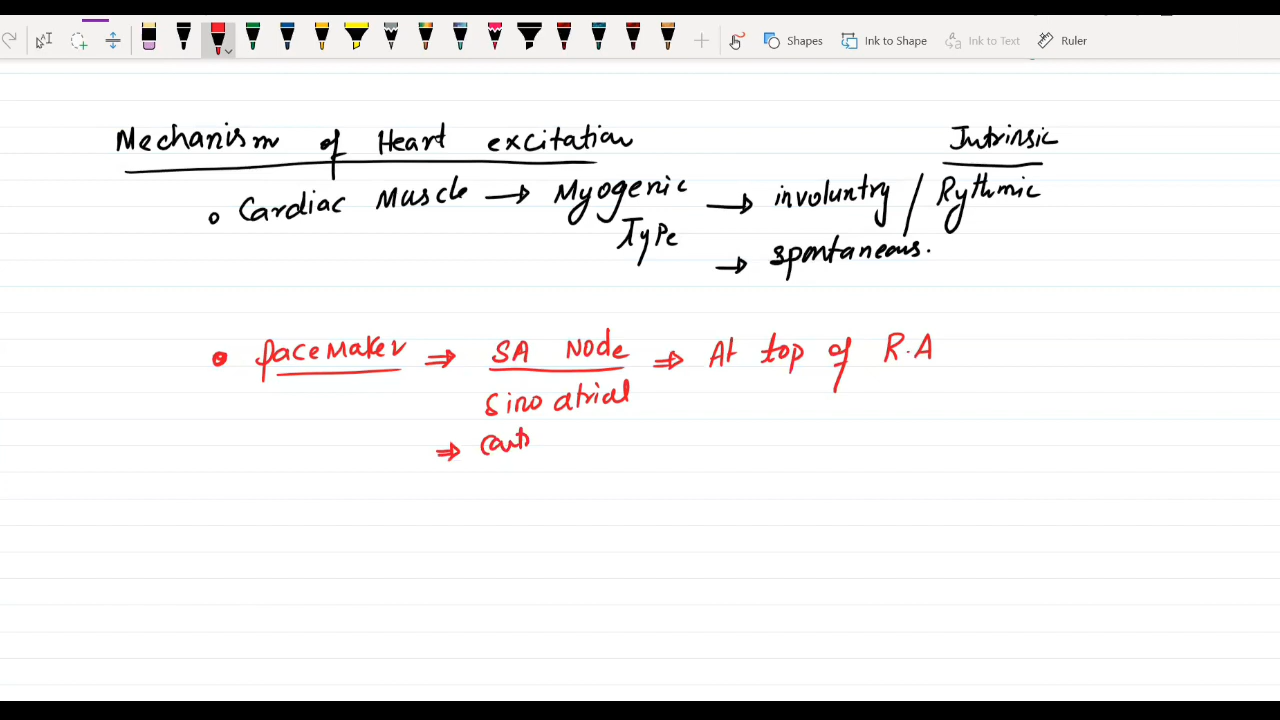 Shapes Ink to Shape Ink to Text Ruler
Mechanism of Heart excitation Intrinsic
Cardiac Muscle → Myogenic → involuntry / Rythmic
Type → spontaneous.
pacemaker ⇒ SA Node ⇒ At top of R.A
Sino atrial
⇒